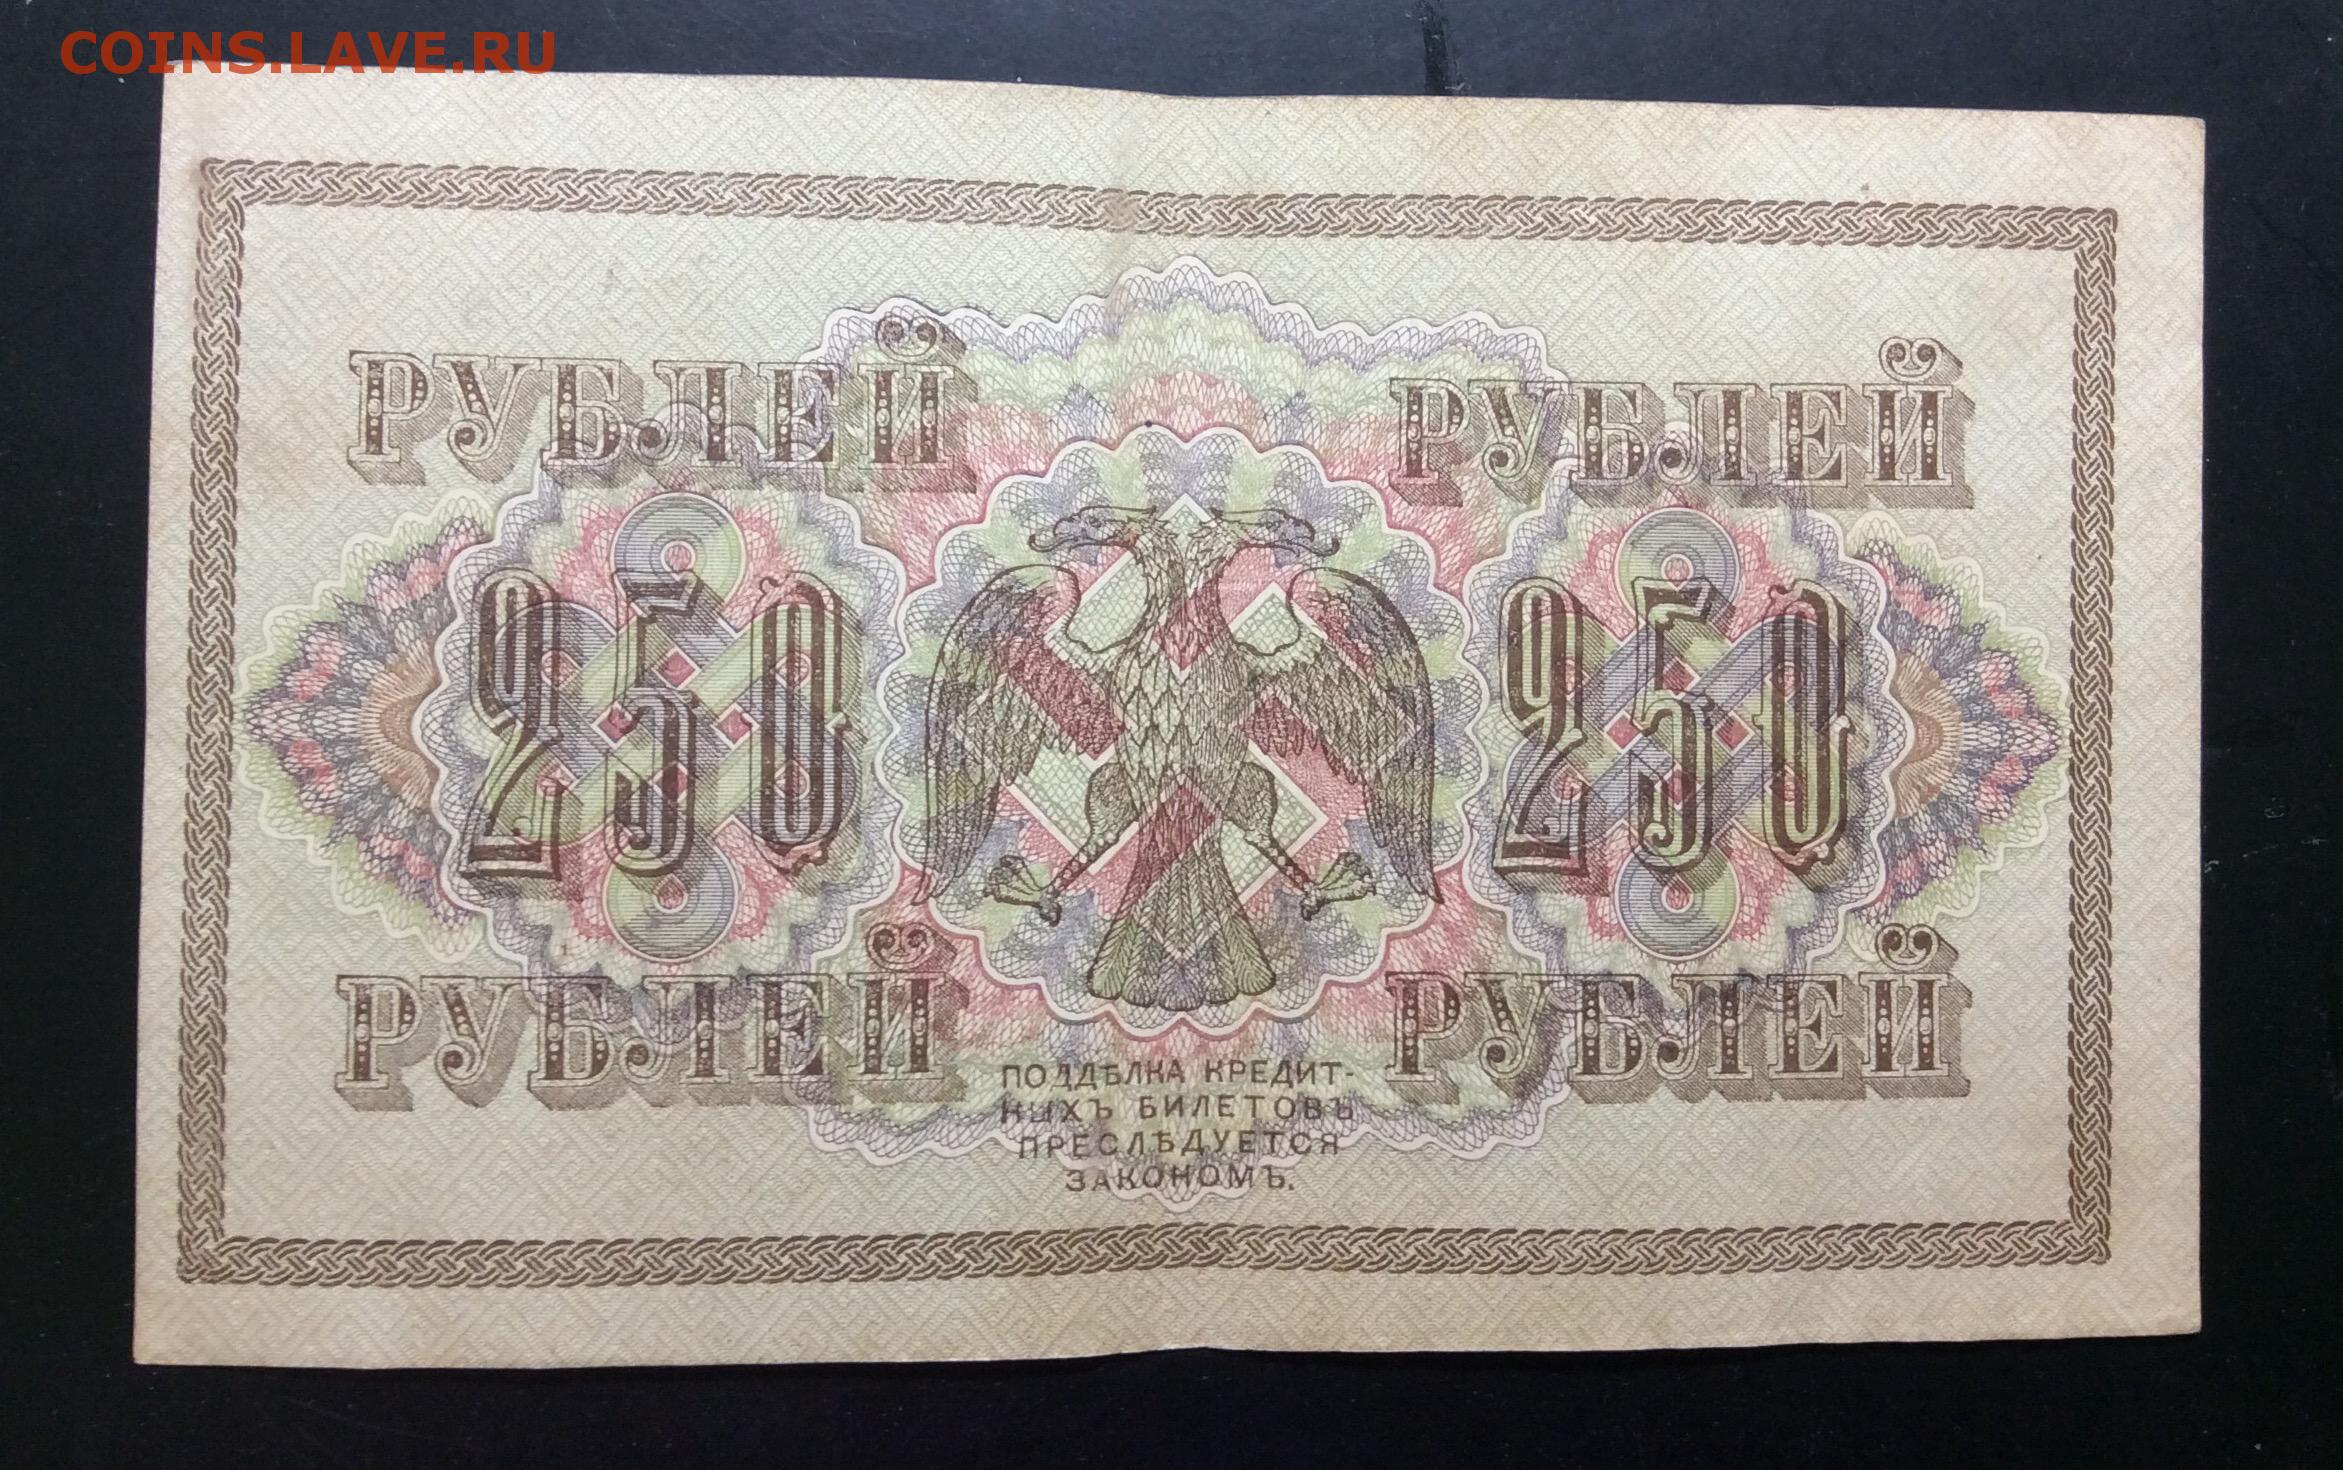 COINS.LAVE.RU
РУБЛЕЙ РУБЛЕЙ
250 250
РУБЛЕЙ РУБЛЕЙ
ПОДДѢЛКА КРЕДИТ-
НЫХЪ БИЛЕТОВЪ
ПРЕСЛѢДУЕТСЯ
ЗАКОНОМЪ.